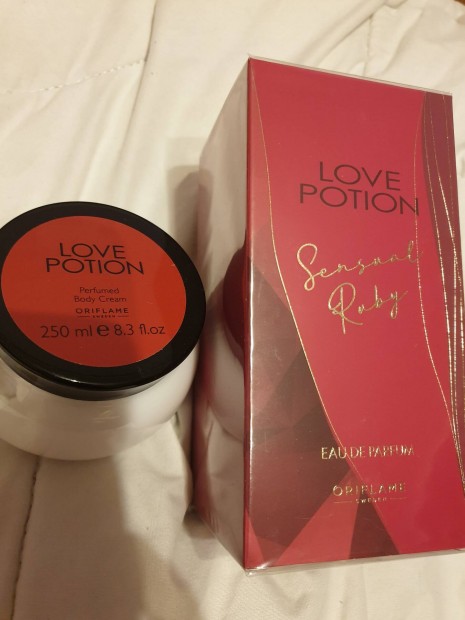 LOVE
POTION
Perfumed
Body Cream
ORIFLAME
SWEDEN
250 ml e 8.3 fl.oz
LOVE
POTION
Sensual
Ruby
EAU DE PARFUM
ORIFLAME
SWEDEN